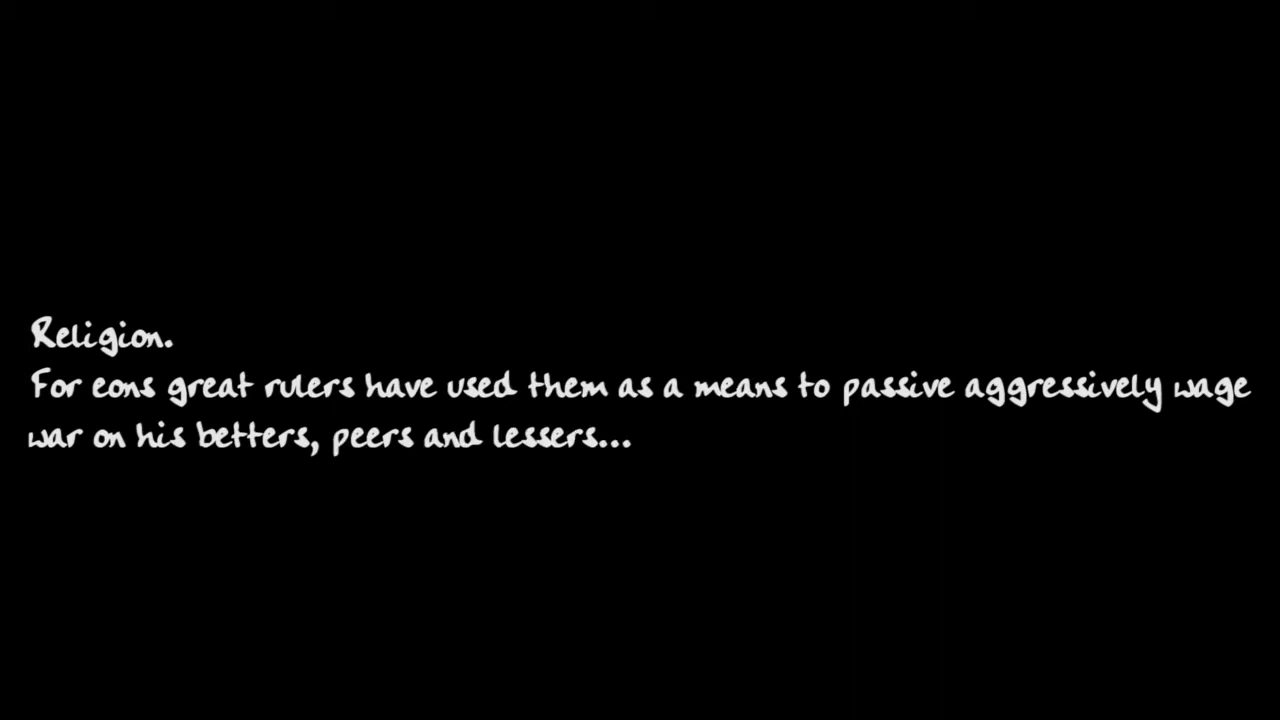 Religion.
For eons great rulers have used them as a means to passive aggressively wage
war on his betters, peers and lessers...